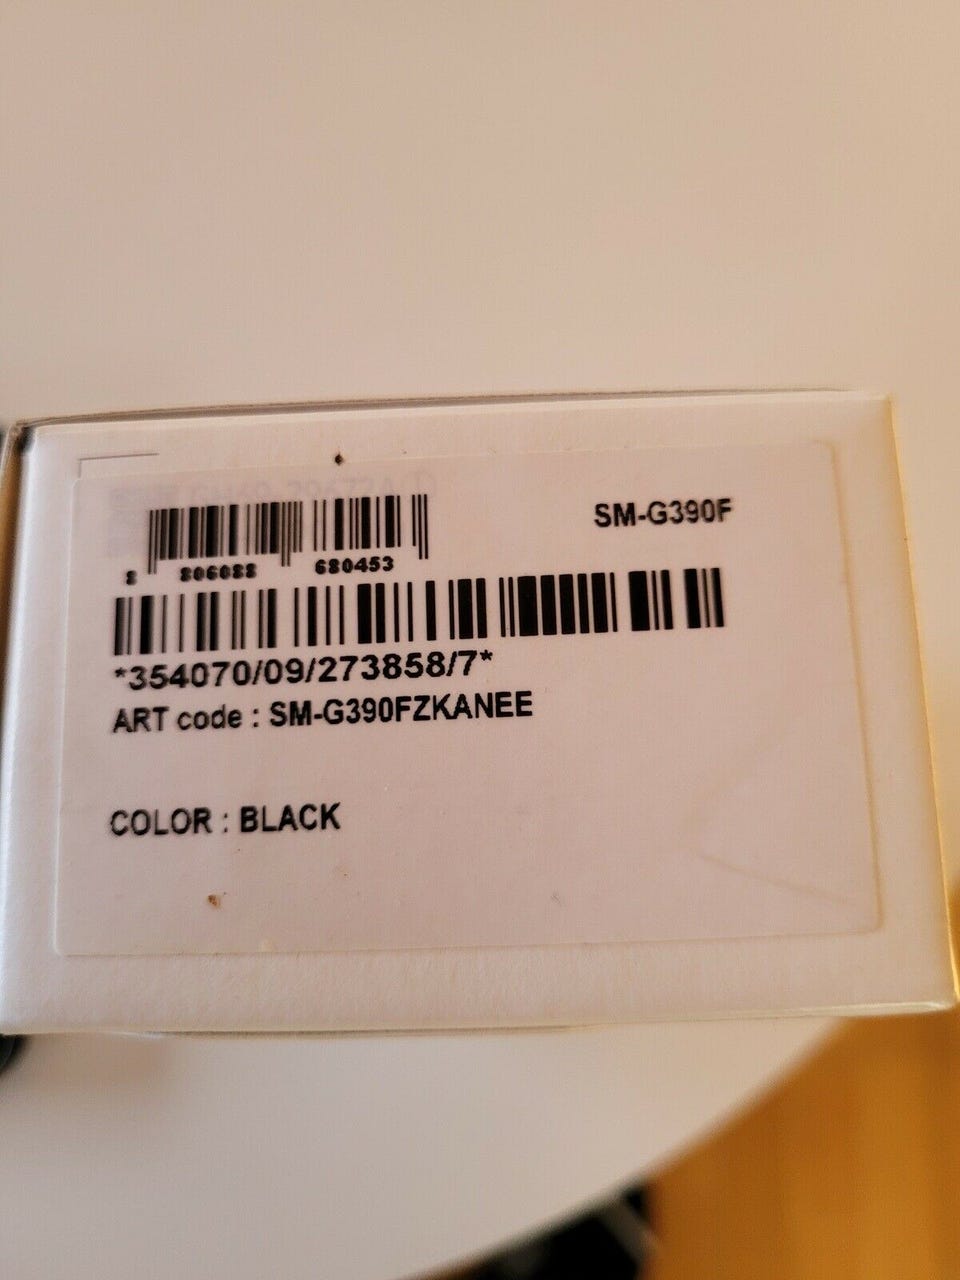 SM-G390F
8 806088 680453
*354070/09/273858/7*
ART code : SM-G390FZKANEE
COLOR : BLACK